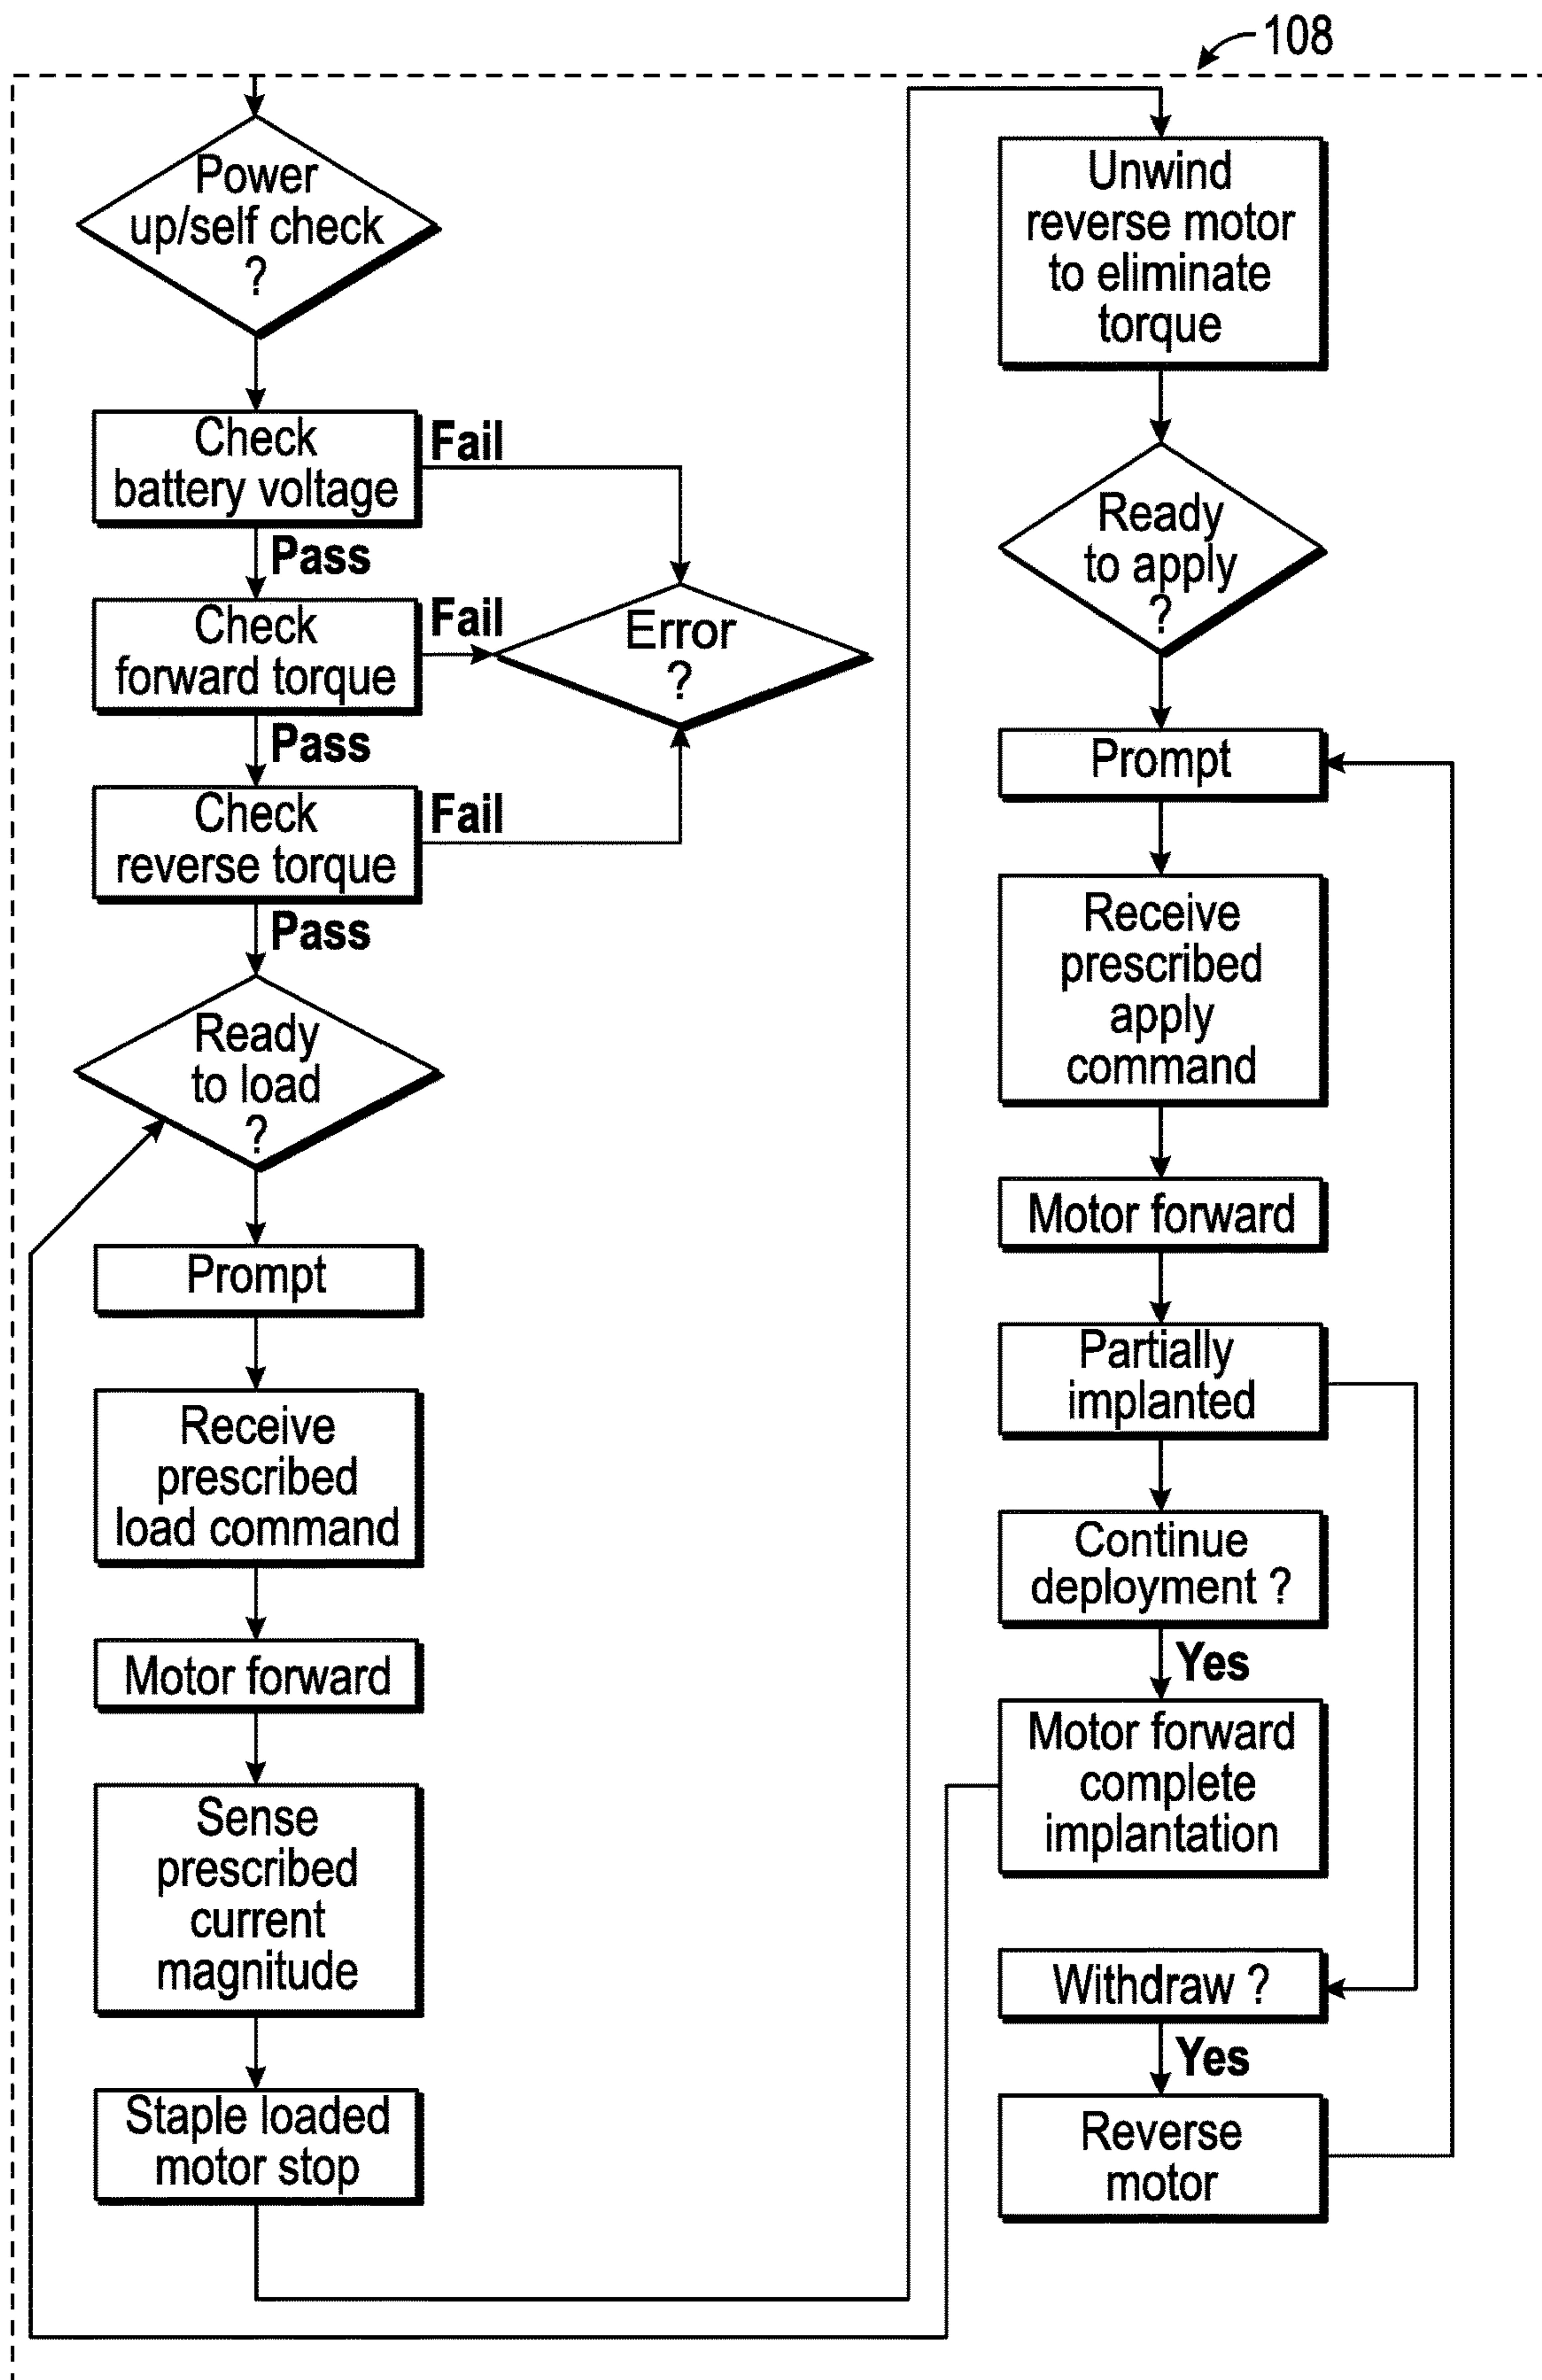 108
Power
up/self check
?
Check
battery voltage
Fail
Pass
Check
forward torque
Fail
Error
?
Pass
Check
reverse torque
Fail
Pass
Ready
to load
?
Prompt
Receive
prescribed
load command
Motor forward
Sense
prescribed
current
magnitude
Staple loaded
motor stop
Unwind
reverse motor
to eliminate
torque
Ready
to apply
?
Prompt
Receive
prescribed
apply
command
Motor forward
Partially
implanted
Continue
deployment ?
Yes
Motor forward
complete
implantation
Withdraw ?
Yes
Reverse
motor